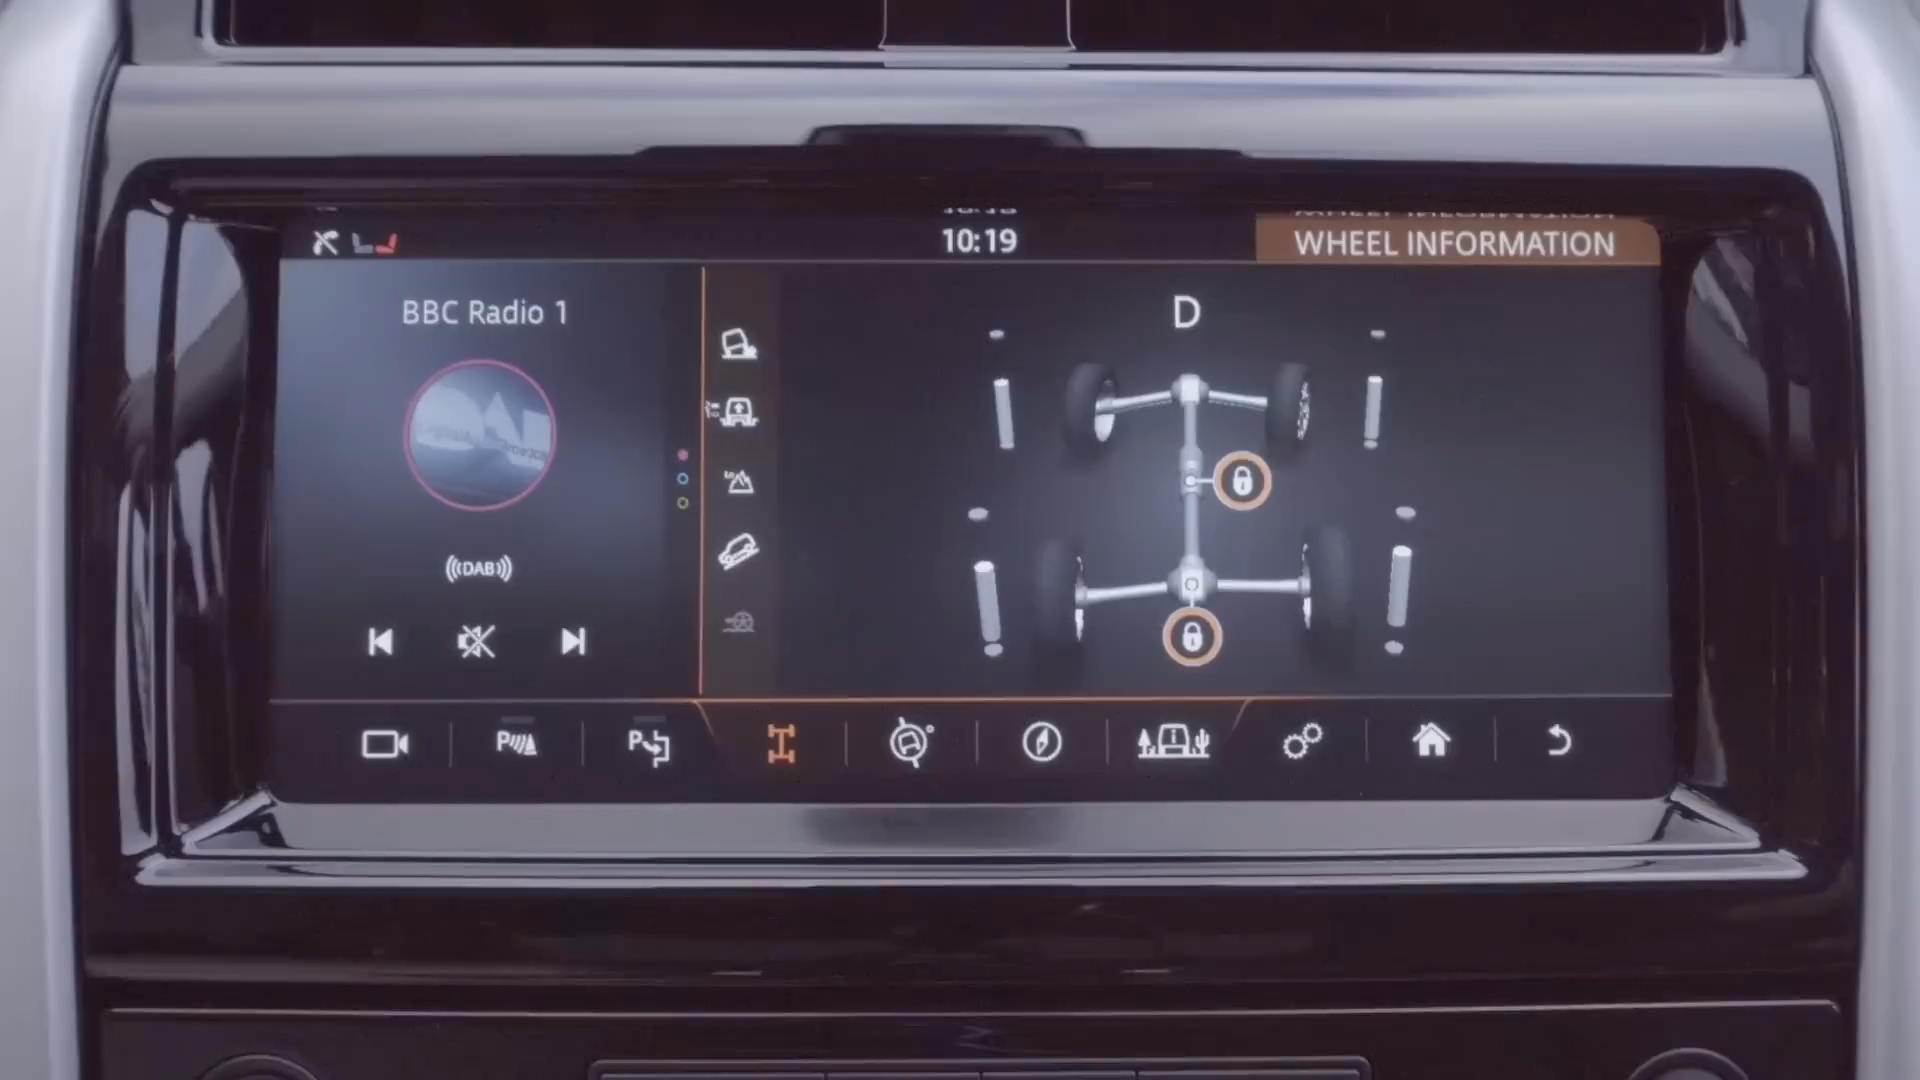 10:19
WHEEL INFORMATION
BBC Radio 1
D
((DAB))
P
P
i